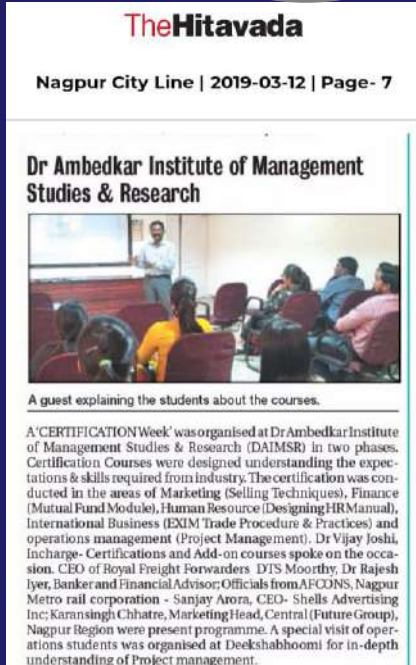 TheHitavada
Nagpur City Line | 2019-03-12 | Page- 7
Dr Ambedkar Institute of Management
Studies & Research
A guest explaining the students about the courses.
A 'CERTIFICATION Week' was organised at Dr Ambedkar Institute
of Management Studies & Research (DAIMSR) in two phases.
Certification Courses were designed understanding the expec-
tations & skills required from industry. The certification was con-
ducted in the areas of Marketing (Selling Techniques), Finance
(Mutual Fund Module), Human Resource (Designing HR Manual),
International Business (EXIM Trade Procedure & Practices) and
operations management (Project Management). Dr Vijay Joshi,
Incharge- Certifications and Add-on courses spoke on the occa-
sion. CEO of Royal Freight Forwarders DTS Moorthy, Dr Rajesh
Iyer, Banker and Financial Advisor; Officials from AFCONS, Nagpur
Metro rail corporation - Sanjay Arora, CEO- Shells Advertising
Inc; Karansingh Chhatre, Marketing Head, Central (Future Group),
Nagpur Region were present programme. A special visit of oper-
ations students was organised at Deekshabhoomi for in-depth
understanding of Project management.